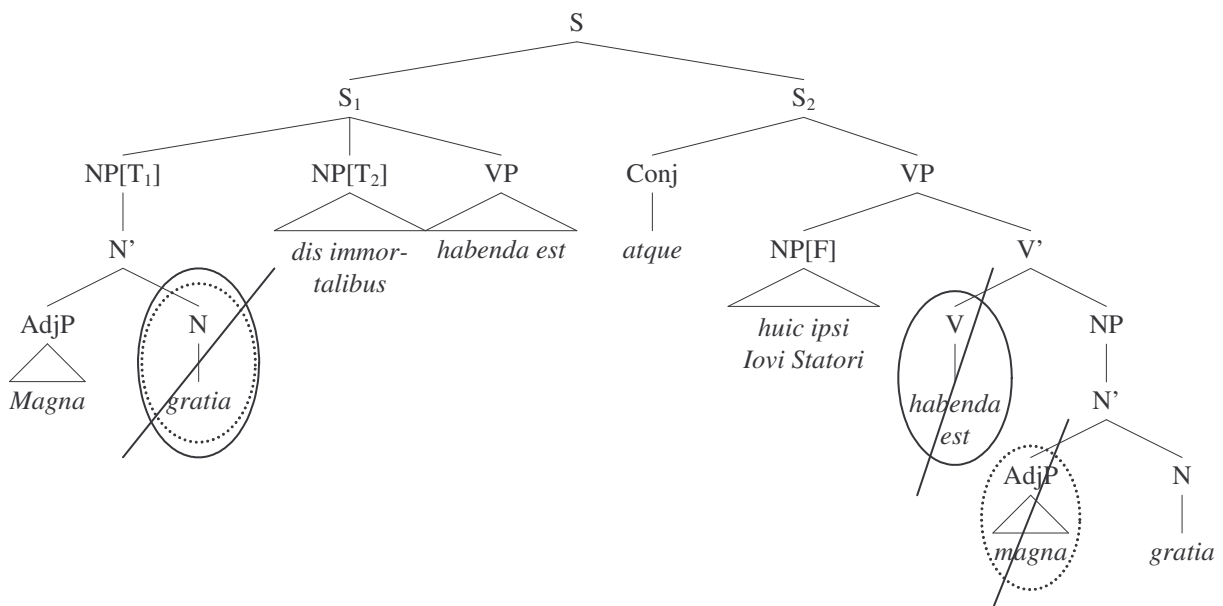 S
S₁ S₂
NP[T₁] NP[T₂] VP Conj VP
N’ dis immor- habenda est atque NP[F] V’
talibus
AdjP N huic ipsi V NP
Iovi Statori
Magna gratia habenda N’
est
AdjP N
magna gratia